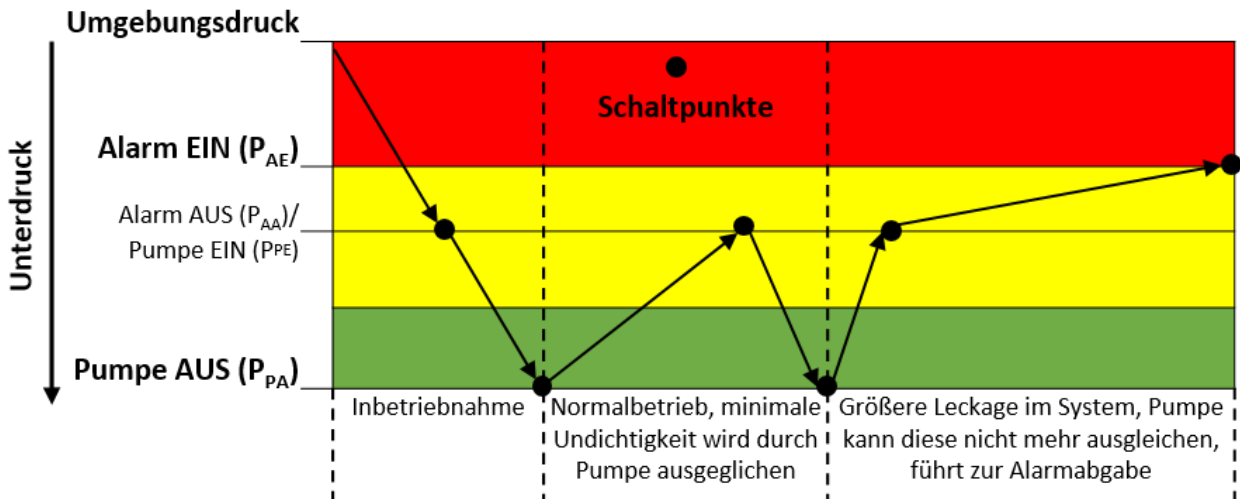 Umgebungsdruck
Unterdruck
Schaltpunkte
Alarm EIN (PAE)
Alarm AUS (PAA)/
Pumpe EIN (PPE)
Pumpe AUS (PPA)
Inbetriebnahme
Normalbetrieb, minimale
Undichtigkeit wird durch
Pumpe ausgeglichen
Größere Leckage im System, Pumpe
kann diese nicht mehr ausgleichen,
führt zur Alarmabgabe